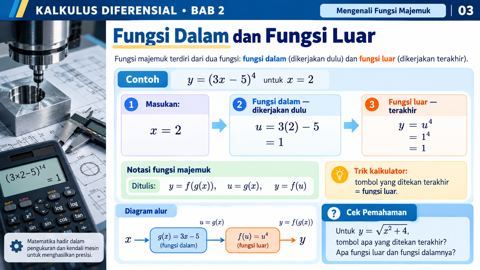 KALKULUS DIFERENSIAL • BAB 2
Mengenali Fungsi Majemuk
03
Fungsi Dalam dan Fungsi Luar
Fungsi majemuk terdiri dari dua fungsi: fungsi dalam (dikerjakan dulu) dan fungsi luar (dikerjakan terakhir).
Contoh
y = (3x − 5)⁴ untuk x = 2
1 Masukan:
x = 2
2 Fungsi dalam —
dikerjakan dulu
u = 3(2) − 5
= 1
3 Fungsi luar —
terakhir
y = u⁴
= 1⁴
= 1
Notasi fungsi majemuk
Ditulis: y = f(g(x)), u = g(x), y = f(u)
Trik kalkulator:
tombol yang ditekan terakhir
= fungsi luar.
Diagram alur
u = g(x)
y = f(g(x))
x
g(x) = 3x − 5
(fungsi dalam)
f(u) = u⁴
(fungsi luar)
y
? Cek Pemahaman
Untuk y = √(x² + 4),
tombol apa yang ditekan terakhir?
Apa fungsi luar dan fungsi dalamnya?
Matematika hadir dalam
pengukuran dan kendali mesin
untuk menghasilkan presisi.